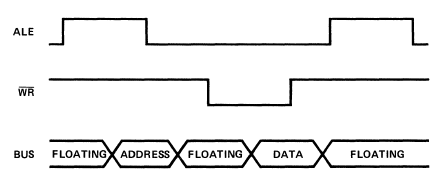 ALE
WR
BUS FLOATING ADDRESS FLOATING DATA FLOATING